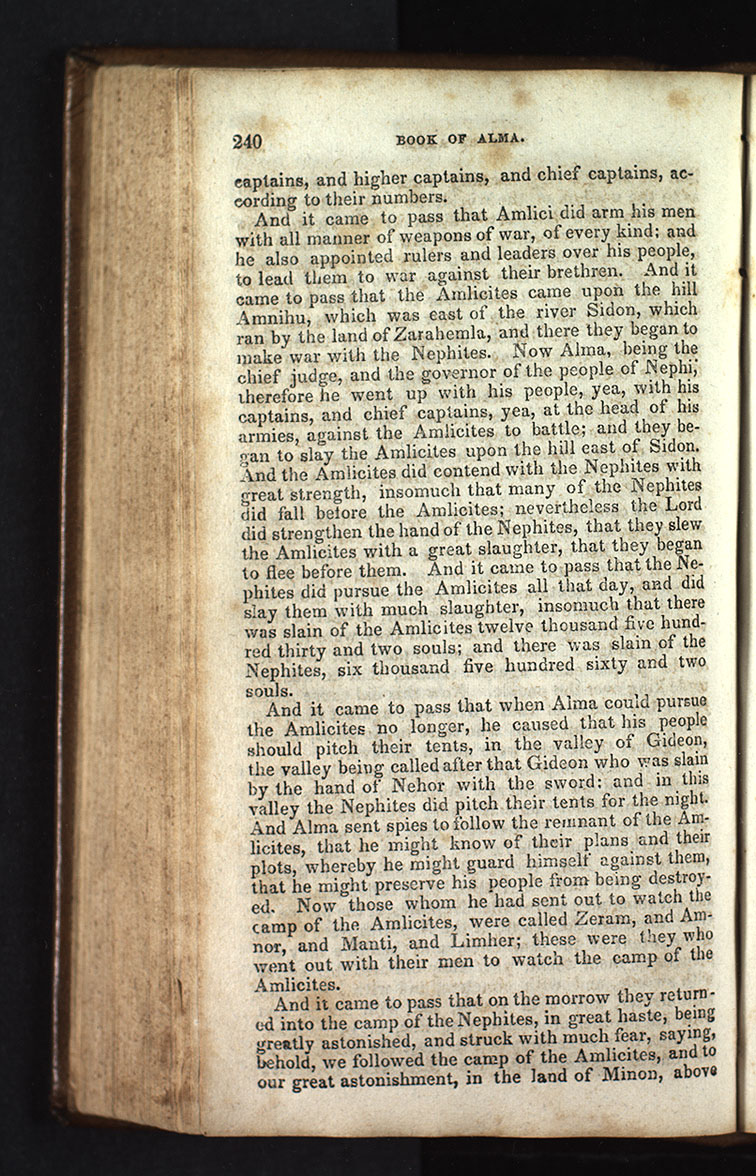 240 BOOK OF ALMA.
captains, and higher captains, and chief captains, ac-
cording to their numbers.
And it came to pass that Amlici did arm his men
with all manner of weapons of war, of every kind; and
he also appointed rulers and leaders over his people,
to lead them to war against their brethren. And it
came to pass that the Amlicites came upon the hill
Amnihu, which was east of the river Sidon, which
ran by the land of Zarahemla, and there they began to
make war with the Nephites. Now Alma, being the
chief judge, and the governor of the people of Nephi,
therefore he went up with his people, yea, with his
captains, and chief captains, yea, at the head of his
armies, against the Amlicites to battle; and they be-
gan to slay the Amlicites upon the hill east of Sidon.
And the Amlicites did contend with the Nephites with
great strength, insomuch that many of the Nephites
did fall before the Amlicites; nevertheless the Lord
did strengthen the hand of the Nephites, that they slew
the Amlicites with a great slaughter, that they began
to flee before them. And it came to pass that the Ne-
phites did pursue the Amlicites all that day, and did
slay them with much slaughter, insomuch that there
was slain of the Amlicites twelve thousand five hund-
red thirty and two souls; and there was slain of the
Nephites, six thousand five hundred sixty and two
souls.
And it came to pass that when Alma could pursue
the Amlicites no longer, he caused that his people
should pitch their tents, in the valley of Gideon,
the valley being called after that Gideon who was slain
by the hand of Nehor with the sword: and in this
valley the Nephites did pitch their tents for the night.
And Alma sent spies to follow the remnant of the Am-
licites, that he might know of their plans and their
plots, whereby he might guard himself against them,
that he might preserve his people from being destroy-
ed. Now those whom he had sent out to watch the
camp of the Amlicites, were called Zeram, and Am-
nor, and Manti, and Limher; these were they who
went out with their men to watch the camp of the
Amlicites.
And it came to pass that on the morrow they return-
ed into the camp of the Nephites, in great haste, being
greatly astonished, and struck with much fear, saying,
behold, we followed the camp of the Amlicites, and to
our great astonishment, in the land of Minon, above